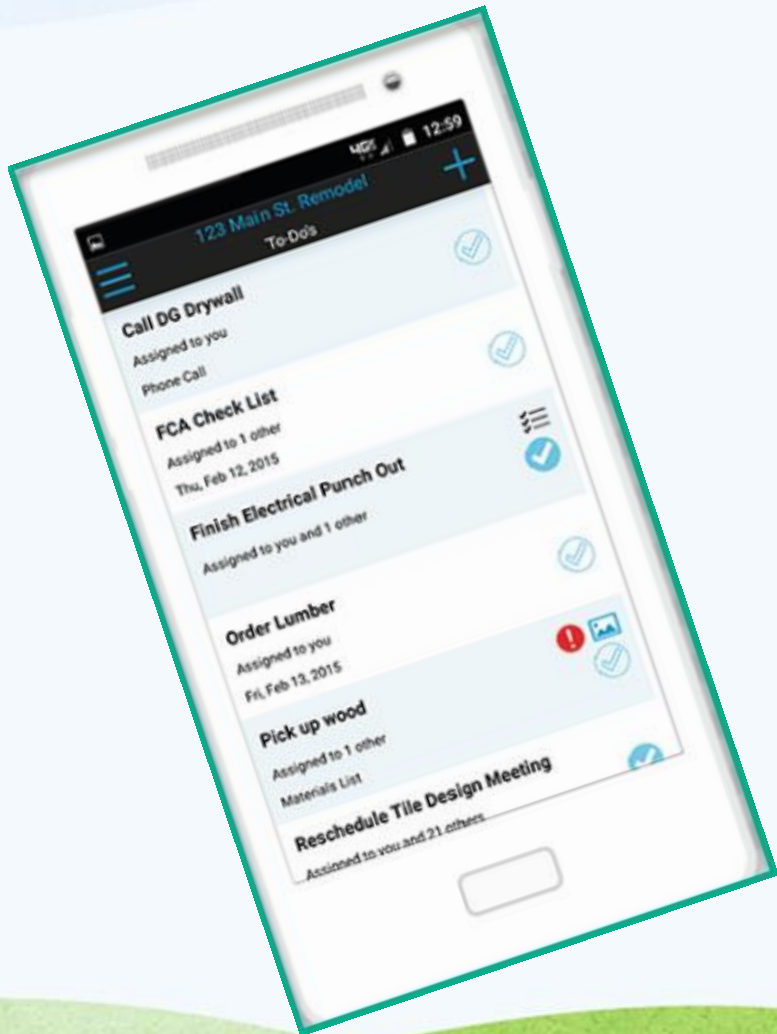 4G 12:59
123 Main St. Remodel
To-Do's
Call DG Drywall
Assigned to you
Phone Call
FCA Check List
Assigned to 1 other
Thu, Feb 12, 2015
Finish Electrical Punch Out
Assigned to you and 1 other
Order Lumber
Assigned to you
Fri, Feb 13, 2015
Pick up wood
Assigned to 1 other
Materials List
Reschedule Tile Design Meeting
Assigned to you and 21 others